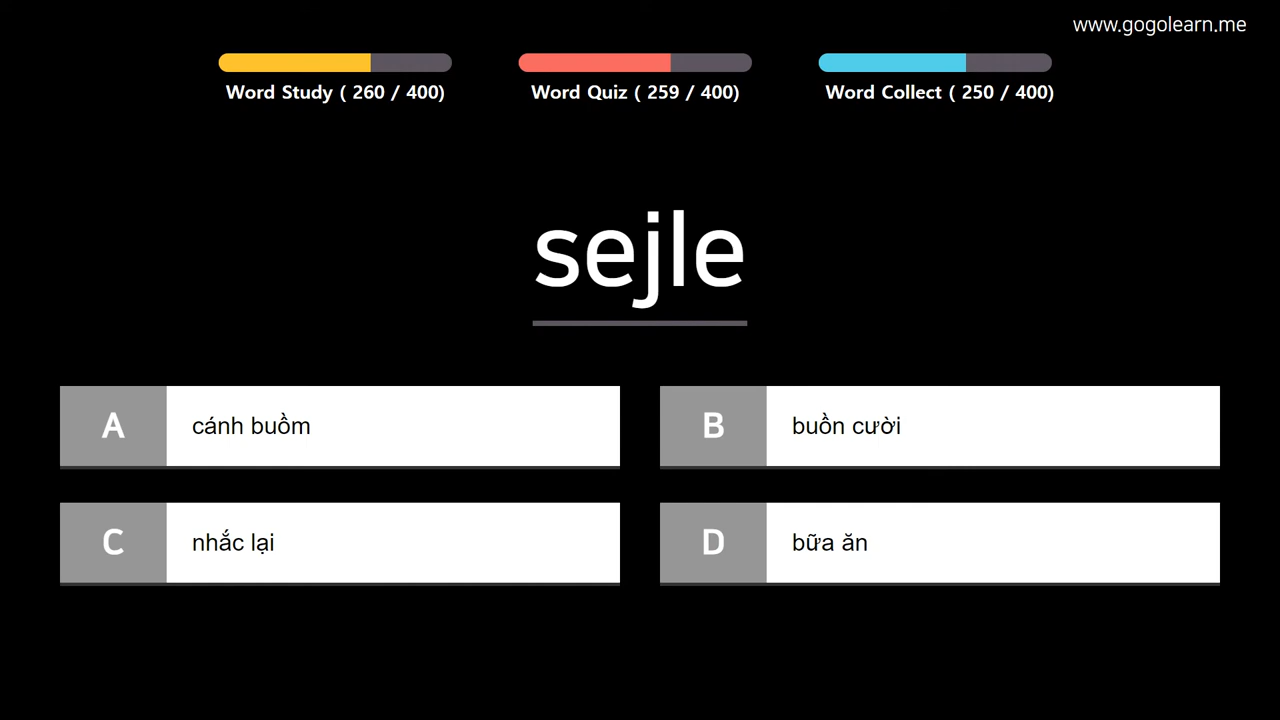 www.gogolearn.me
Word Study ( 260 / 400)
Word Quiz ( 259 / 400)
Word Collect ( 250 / 400)
sejle
A
cánh buồm
B
buồn cười
C
nhắc lại
D
bữa ăn